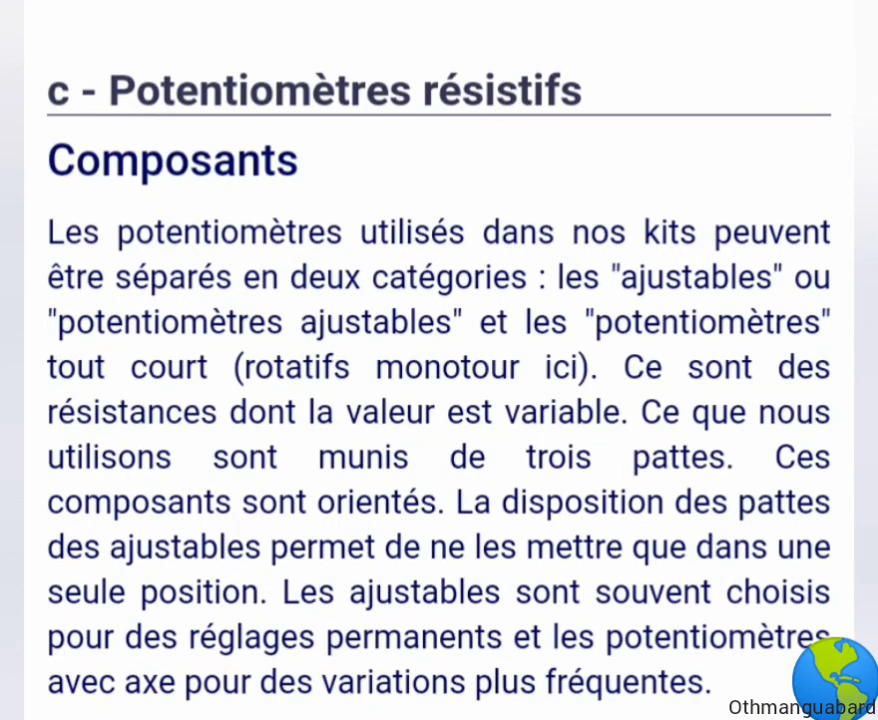 c - Potentiomètres résistifs
Composants
Les potentiomètres utilisés dans nos kits peuvent
être séparés en deux catégories : les "ajustables" ou
"potentiomètres ajustables" et les "potentiomètres"
tout court (rotatifs monotour ici). Ce sont des
résistances dont la valeur est variable. Ce que nous
utilisons sont munis de trois pattes. Ces
composants sont orientés. La disposition des pattes
des ajustables permet de ne les mettre que dans une
seule position. Les ajustables sont souvent choisis
pour des réglages permanents et les potentiomètres
avec axe pour des variations plus fréquentes.
Othmanguabard